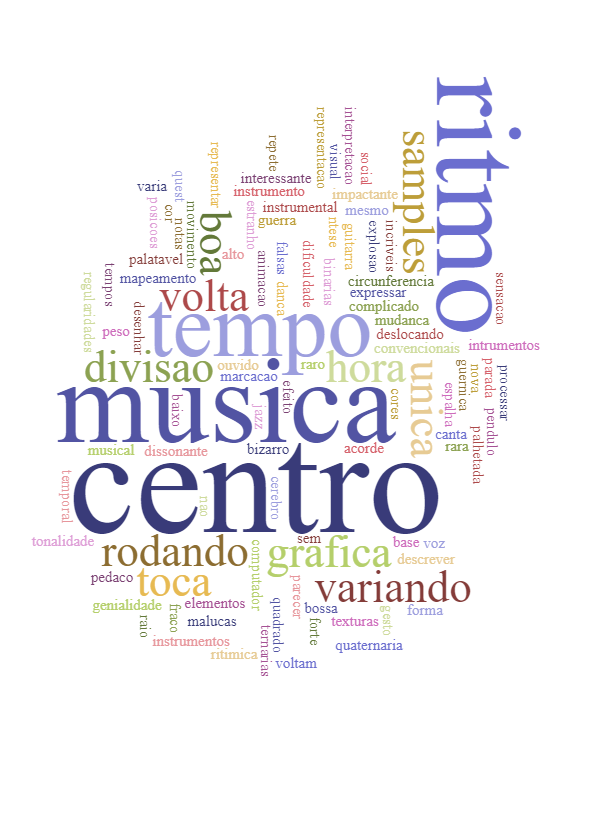 ritmo
samples
representacao
interpretacao
visual
social
repete
representar
interessante
instrumento
impactante
varia
quest
cor
posicoes
notas
movimento
boa
estranho
instrumental
guerra
mesmo
ntese
guitarra
explosao
incriveis
palatavel
alto
animacao
falsas
danca
dificuldade
binarias
circunferencia
expressar
complicado
mudanca
deslocando
sensacao
regularidades
tempos
mapeamento
volta
peso
desenhar
tempo
convencionais
intrumentos
divisao
ouvido
marcacao
raro
hora
unica
guernica
nova
parada
processar
musica
baixo
jazz
efeito
cores
espalha
pendulo
palhetada
canta
rara
musical
dissonante
bizarro
acorde
centro
temporal
nao
cerebro
tonalidade
rodando
sem
base
voz
grafica
descrever
pedaco
toca
computador
parecer
variando
genialidade
raio
fraco
elementos
malucas
quadrado
bossa
forte
texturas
gesto
forma
instrumentos
ritimica
ternarias
voltam
quaternaria